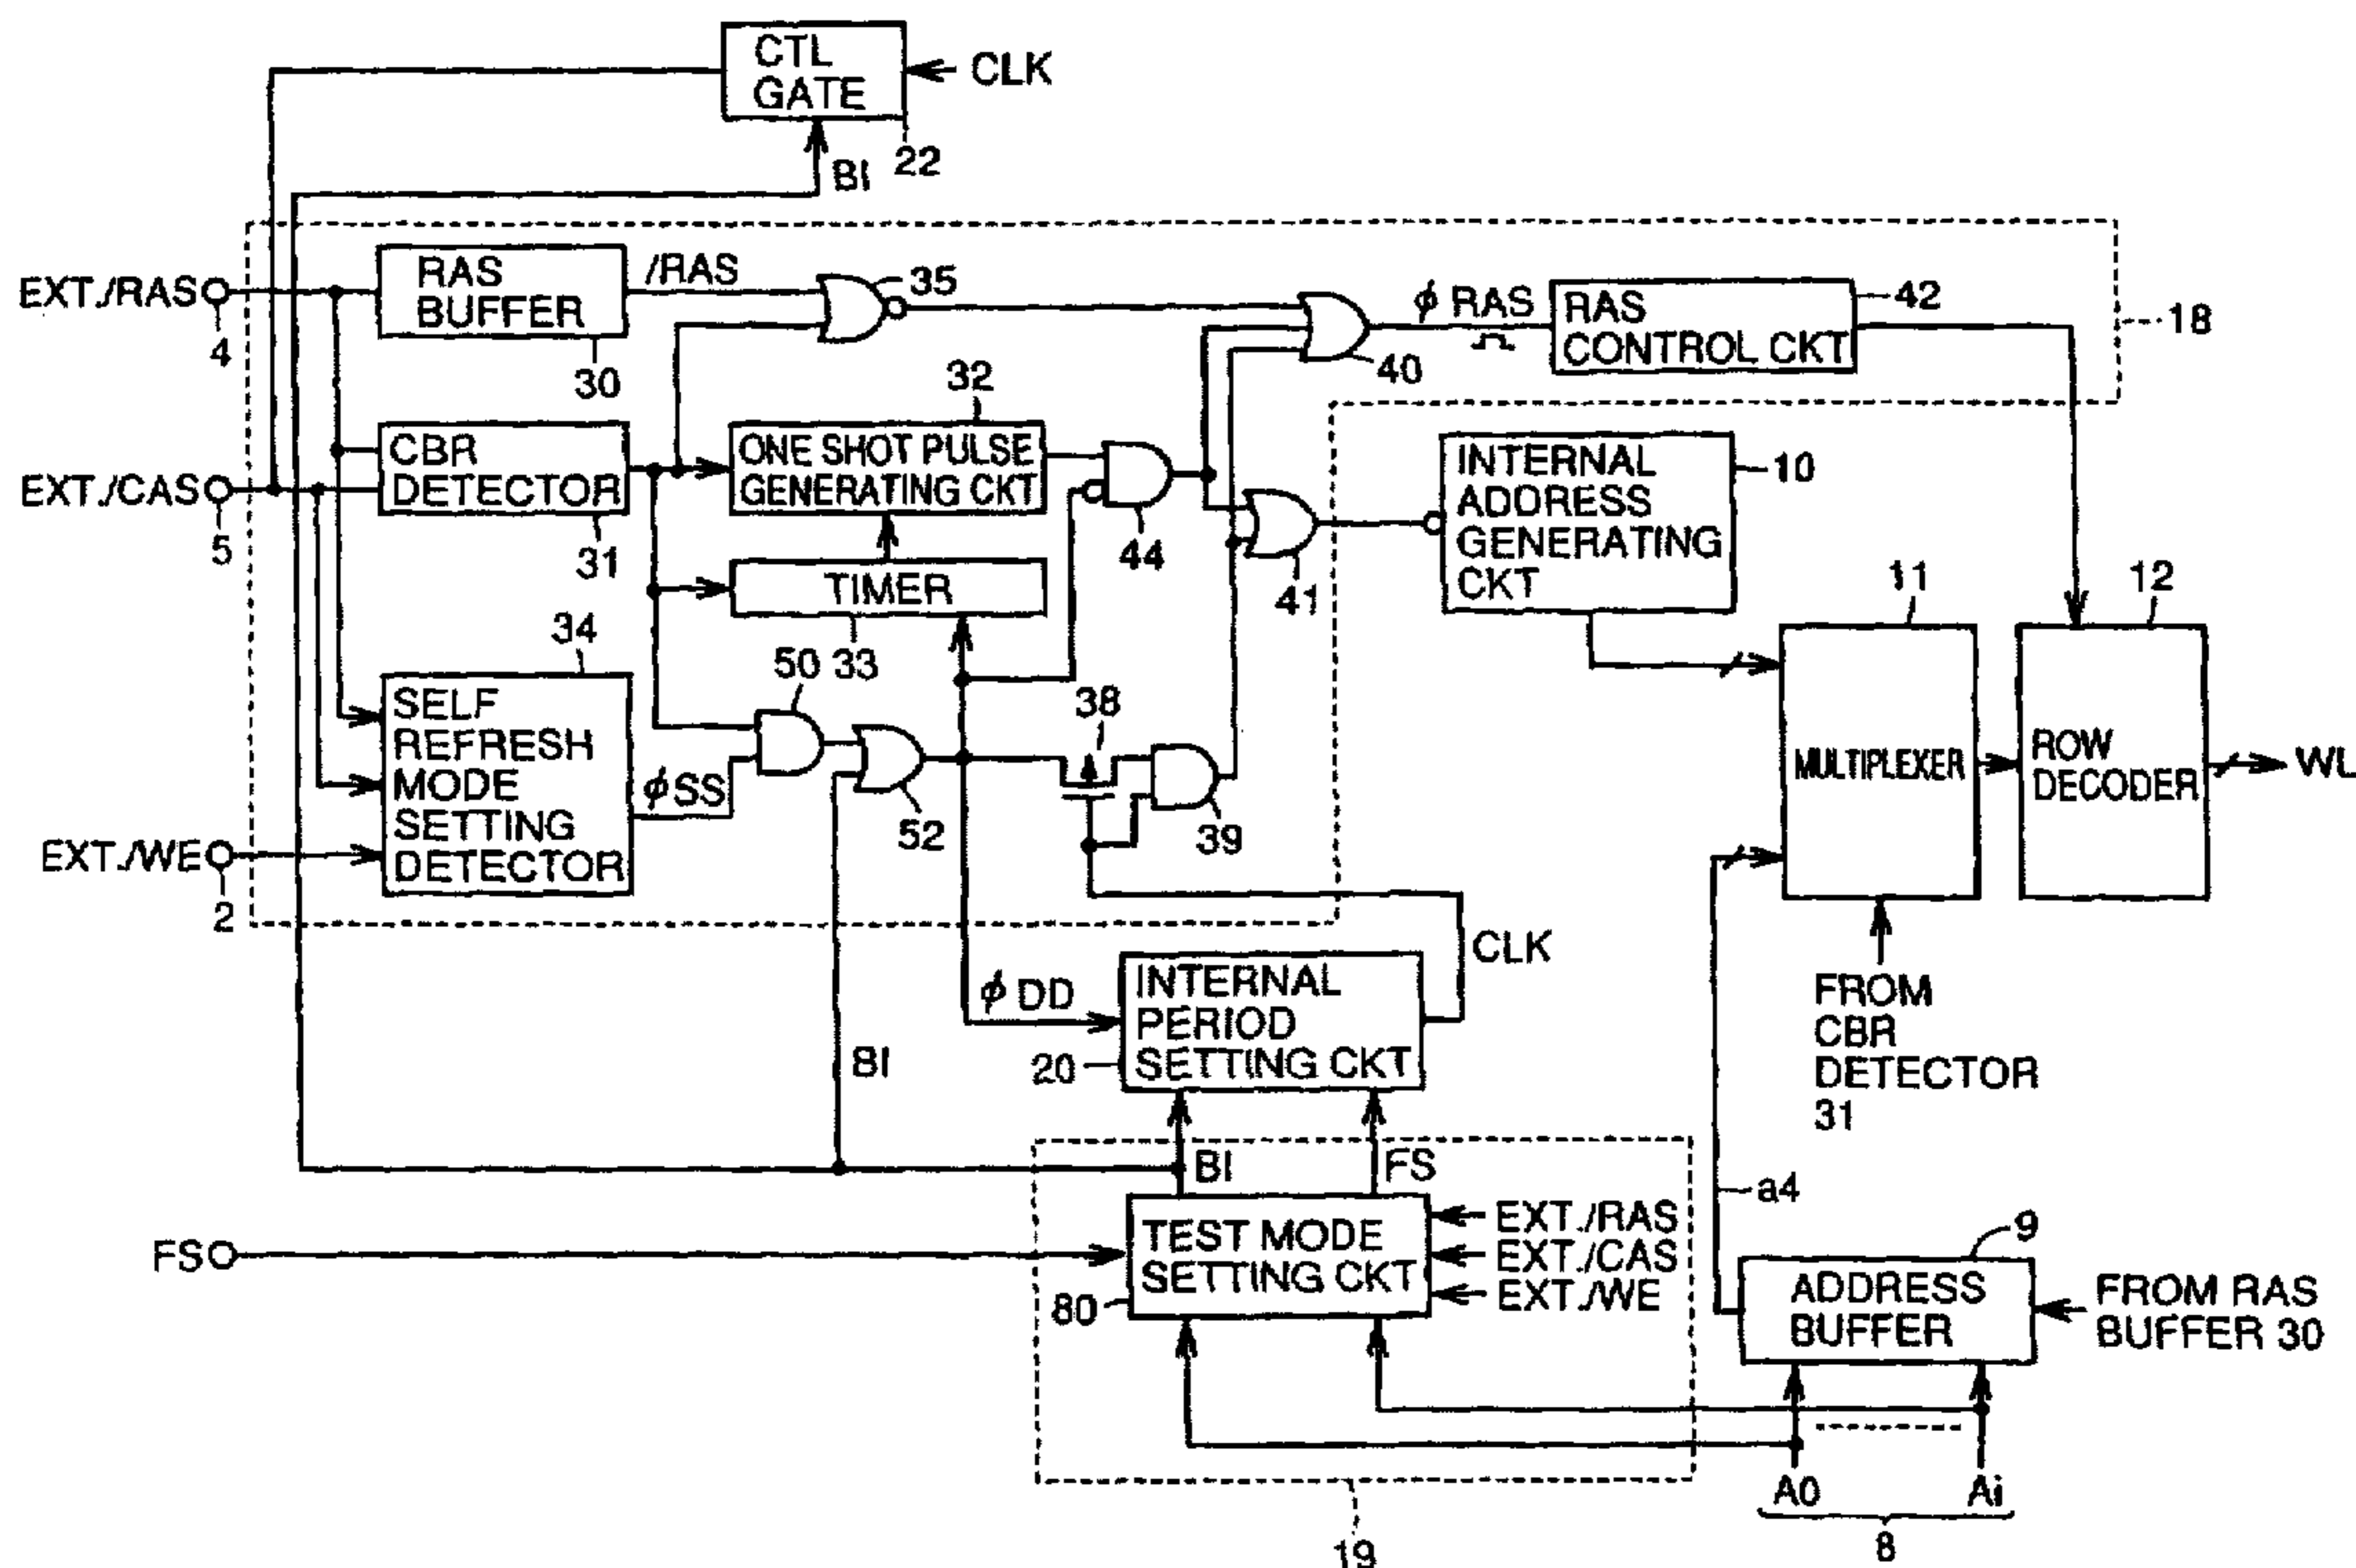 CTL
GATE
CLK
22
BI
EXT./RAS
4
RAS
BUFFER
30
/RAS
35
φ RAS
40
RAS
CONTROL CKT
42
18
EXT./CAS
5
CBR
DETECTOR
31
32
ONE SHOT PULSE
GENERATING CKT
44
41
INTERNAL
ADDRESS
GENERATING
CKT
10
TIMER
33
34
SELF
REFRESH
MODE
SETTING
DETECTOR
EXT./WE
2
φ SS
50
52
38
39
11
MULTIPLEXER
12
ROW
DECODER
WL
FROM
CBR
DETECTOR
31
CLK
φ DD
INTERNAL
PERIOD
SETTING CKT
20
BI
BI
FS
FS
TEST MODE
SETTING CKT
80
EXT./RAS
EXT./CAS
EXT./WE
19
a4
9
ADDRESS
BUFFER
FROM RAS
BUFFER 30
A0
Ai
8